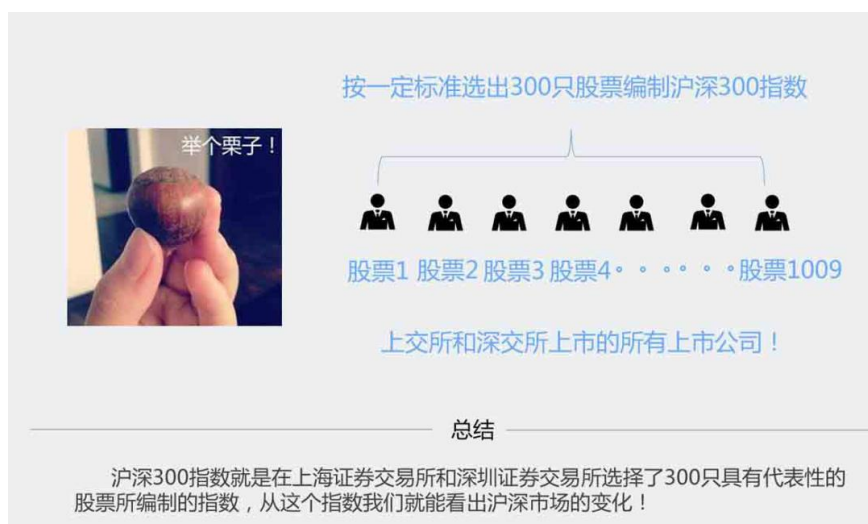 按一定标准选出300只股票编制沪深300指数
举个栗子！
股票1 股票2 股票3 股票4。。。。。。股票1009
上交所和深交所上市的所有上市公司！
总结
沪深300指数就是在上海证券交易所和深圳证券交易所选择了300只具有代表性的
股票所编制的指数，从这个指数我们就能看出沪深市场的变化！